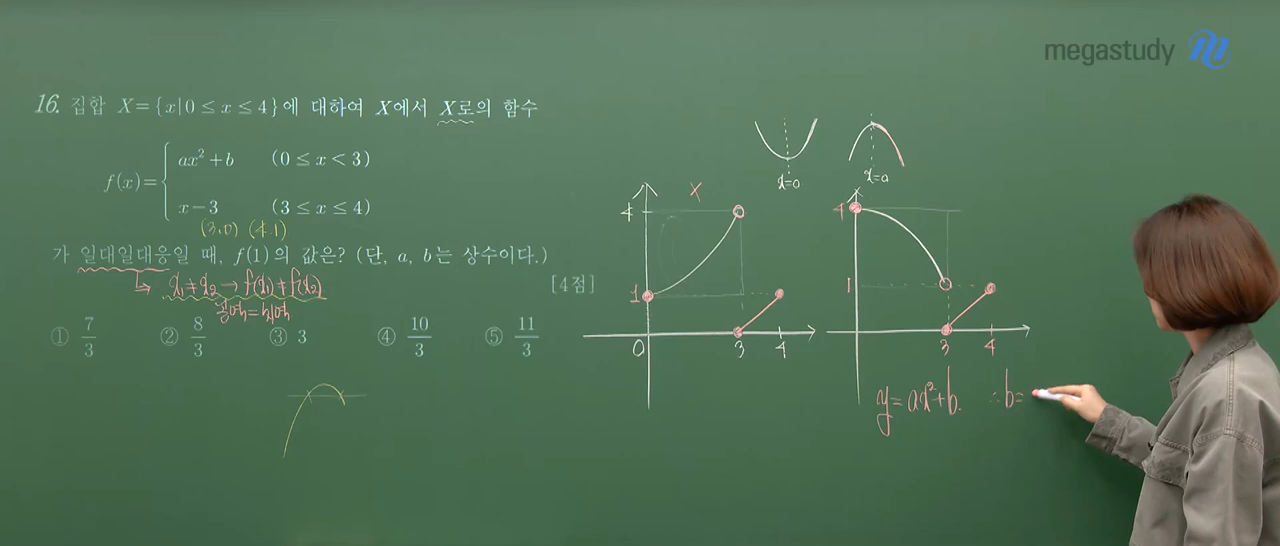 megastudy
16. 집합 X={x|0≤x≤4}에 대하여 X에서 X로의 함수
f(x)={ ax²+b (0≤x<3)
x−3 (3≤x≤4)
(3,0) (4,1)
가 일대일대응일 때, f(1)의 값은? (단, a, b는 상수이다.)
[4점]
↳ x₁≠x₂→f(x₁)≠f(x₂)
공역=치역
① 7/3 ② 8/3 ③ 3 ④ 10/3 ⑤ 11/3
x=0
x=0
X
4
1
0
3
4
4
1
3
4
y=ax²+b. ∴b=